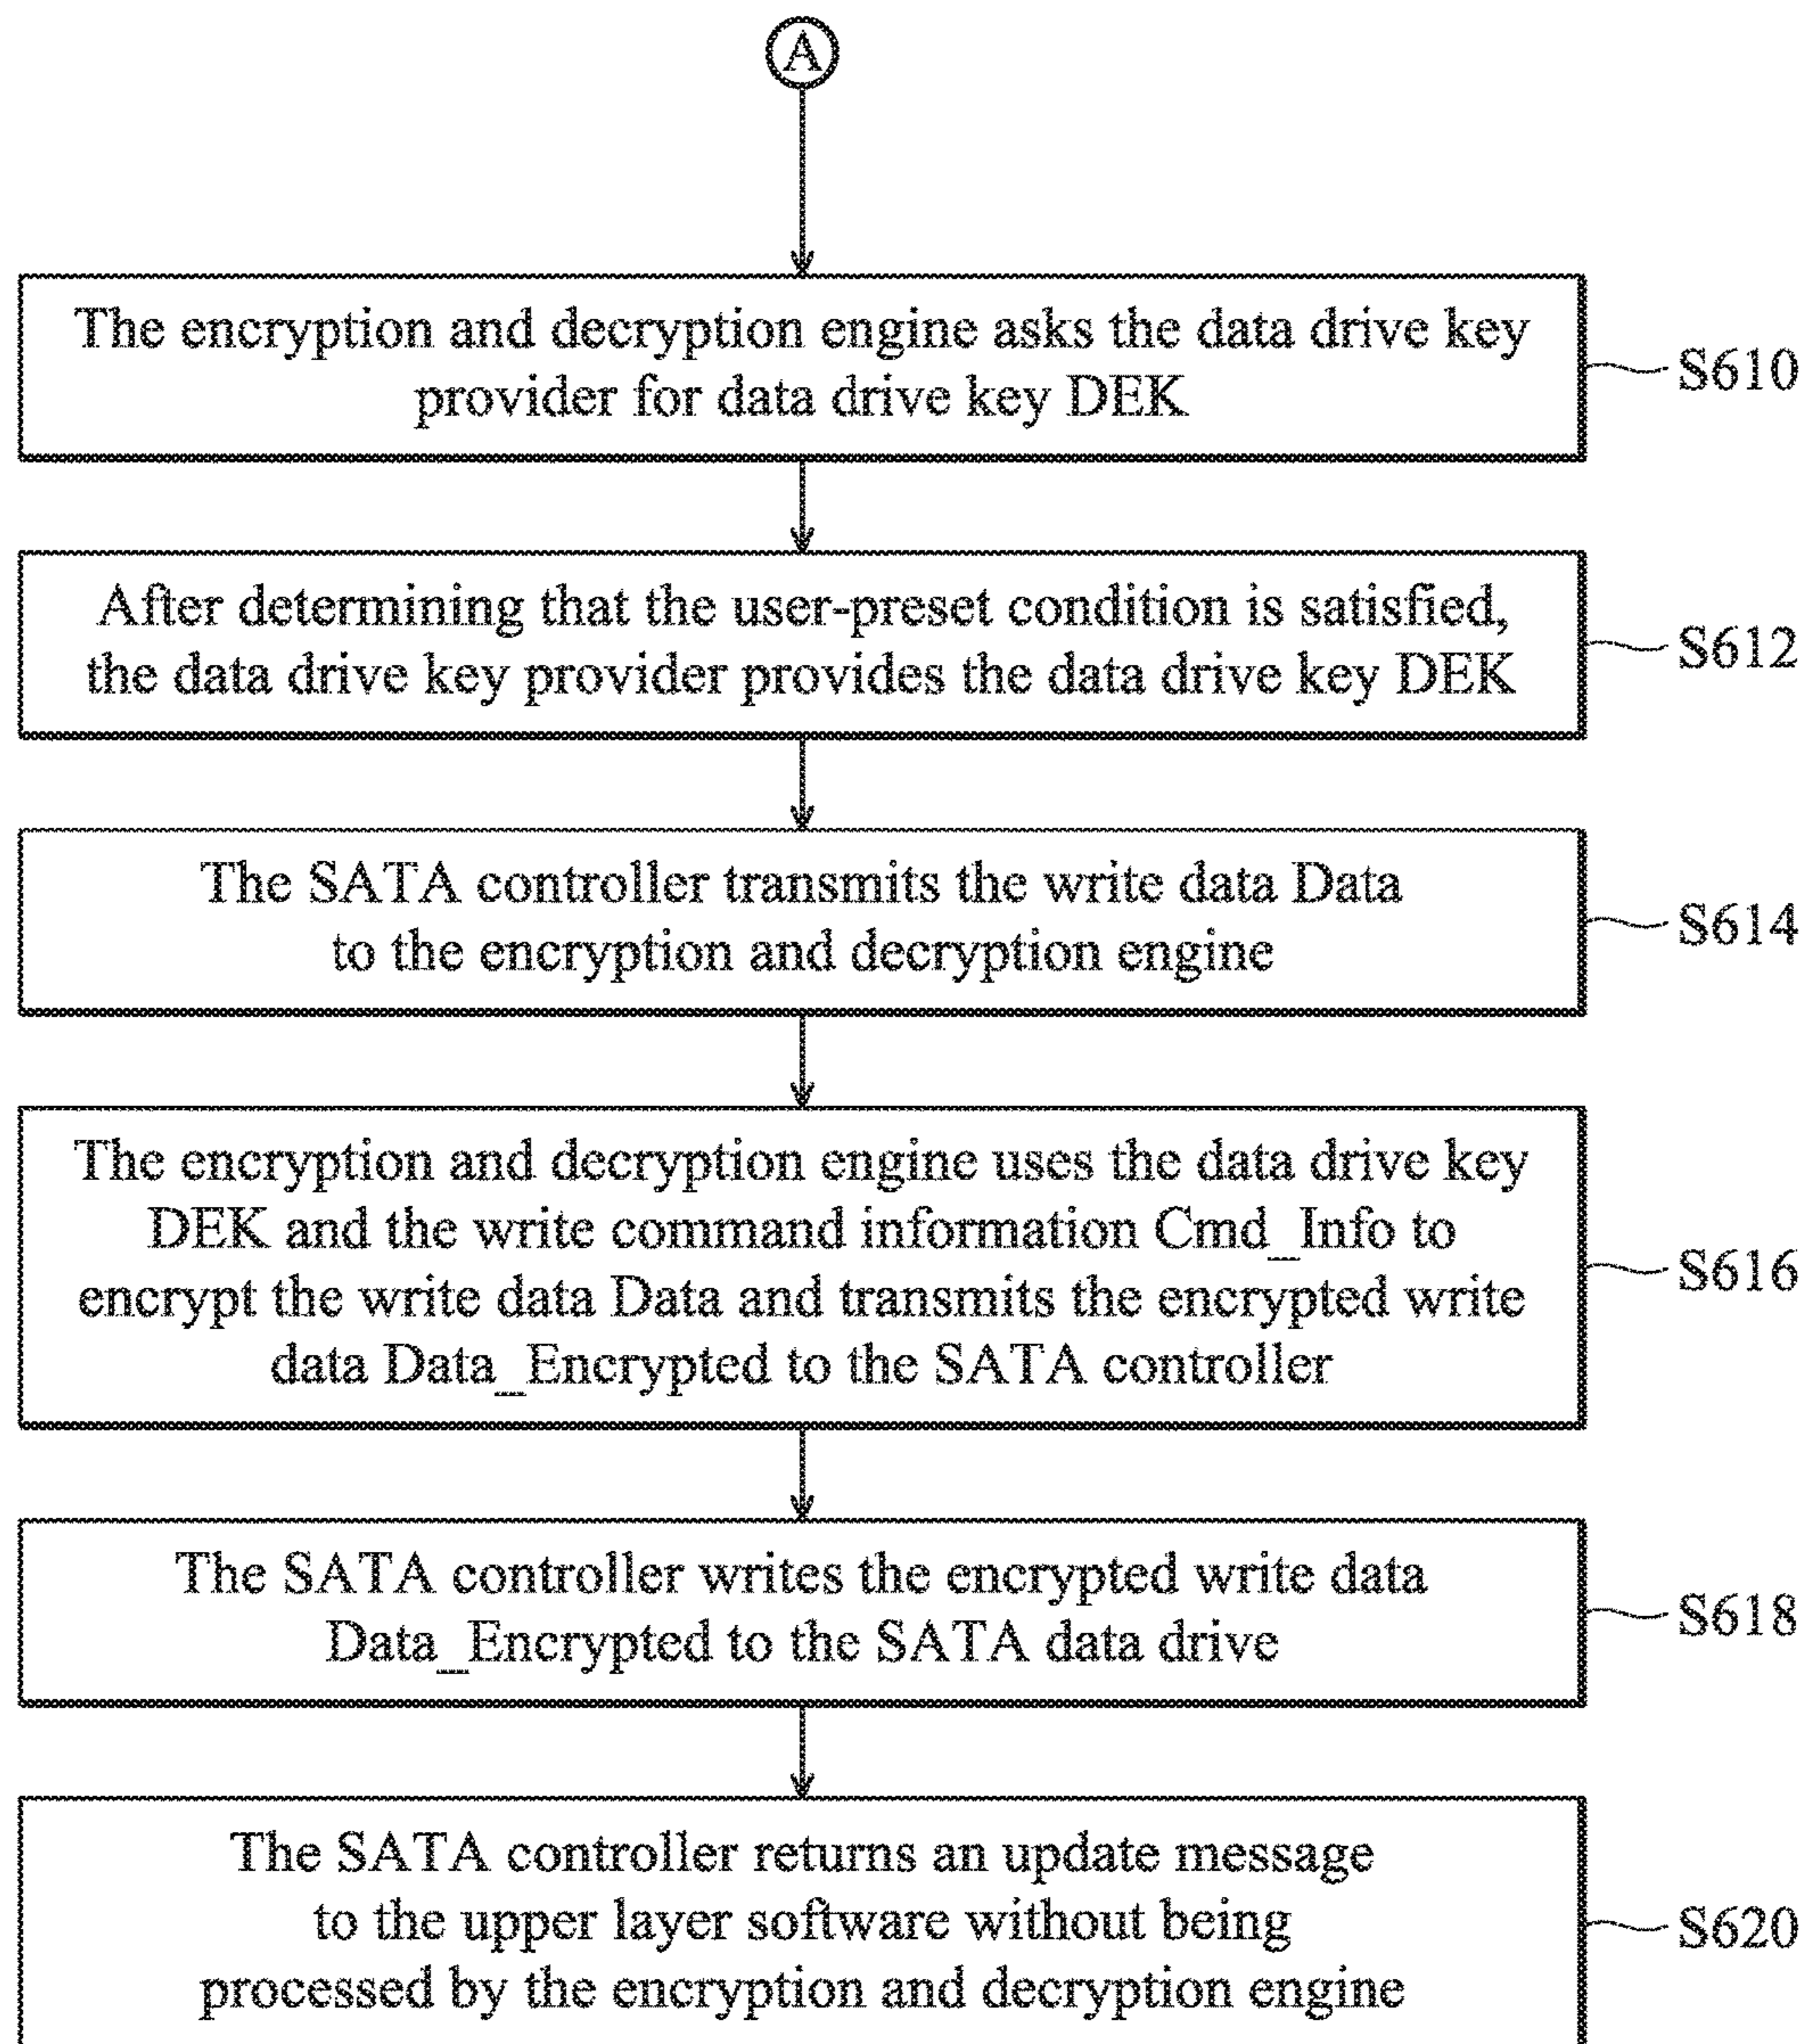 A
The encryption and decryption engine asks the data drive key
provider for data drive key DEK
S610
After determining that the user-preset condition is satisfied,
the data drive key provider provides the data drive key DEK
S612
The SATA controller transmits the write data Data
to the encryption and decryption engine
S614
The encryption and decryption engine uses the data drive key
DEK and the write command information Cmd_Info to
encrypt the write data Data and transmits the encrypted write
data Data_Encrypted to the SATA controller
S616
The SATA controller writes the encrypted write data
Data_Encrypted to the SATA data drive
S618
The SATA controller returns an update message
to the upper layer software without being
processed by the encryption and decryption engine
S620